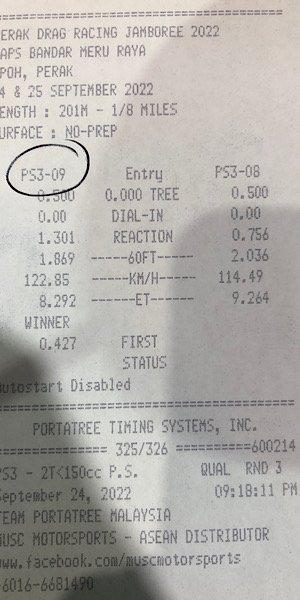 ERAK DRAG RACING JAMBOREE 2022
APS BANDAR MERU RAYA
POH, PERAK
4 & 25 SEPTEMBER 2022
ENGTH : 201M - 1/8 MILES
URFACE : NO-PREP
PS3-09 Entry PS3-08
0.500 0.000 TREE 0.500
0.00 DIAL-IN 0.00
1.301 REACTION 0.756
1.869 ------60FT----- 2.036
122.85 ------KM/H----- 114.49
8.292 -------ET------ 9.264
WINNER
0.427 FIRST
STATUS
utostart Disabled
PORTATREE TIMING SYSTEMS, INC.
============ 325/326 ==========600214
PS3 - 2T<150cc P.S. QUAL RND 3
September 24, 2022 09:18:11 PM
TEAM PORTATREE MALAYSIA
MUSC MOTORSPORTS - ASEAN DISTRIBUTOR
www.facebook.com/muscmotorsports
6016-6681490